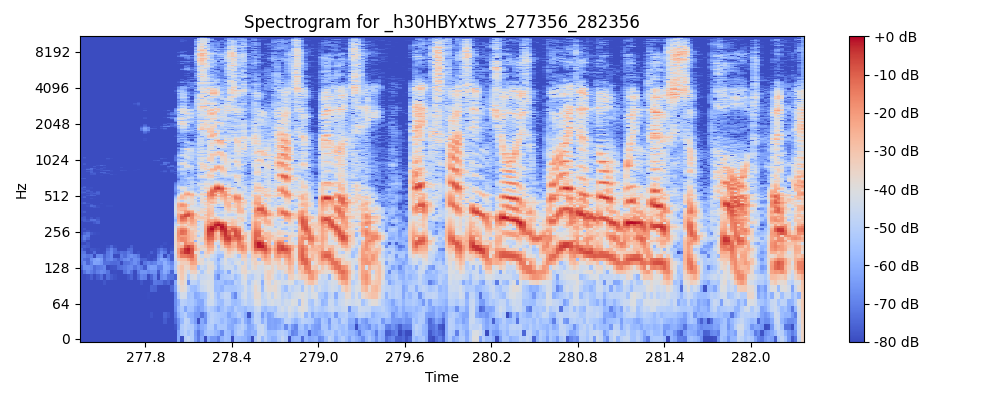 Spectrogram for _h30HBYxtws_277356_282356
8192
4096
2048
1024
512
256
128
64
0
Hz
277.8
278.4
279.0
279.6
280.2
280.8
281.4
282.0
Time
+0 dB
-10 dB
-20 dB
-30 dB
-40 dB
-50 dB
-60 dB
-70 dB
-80 dB